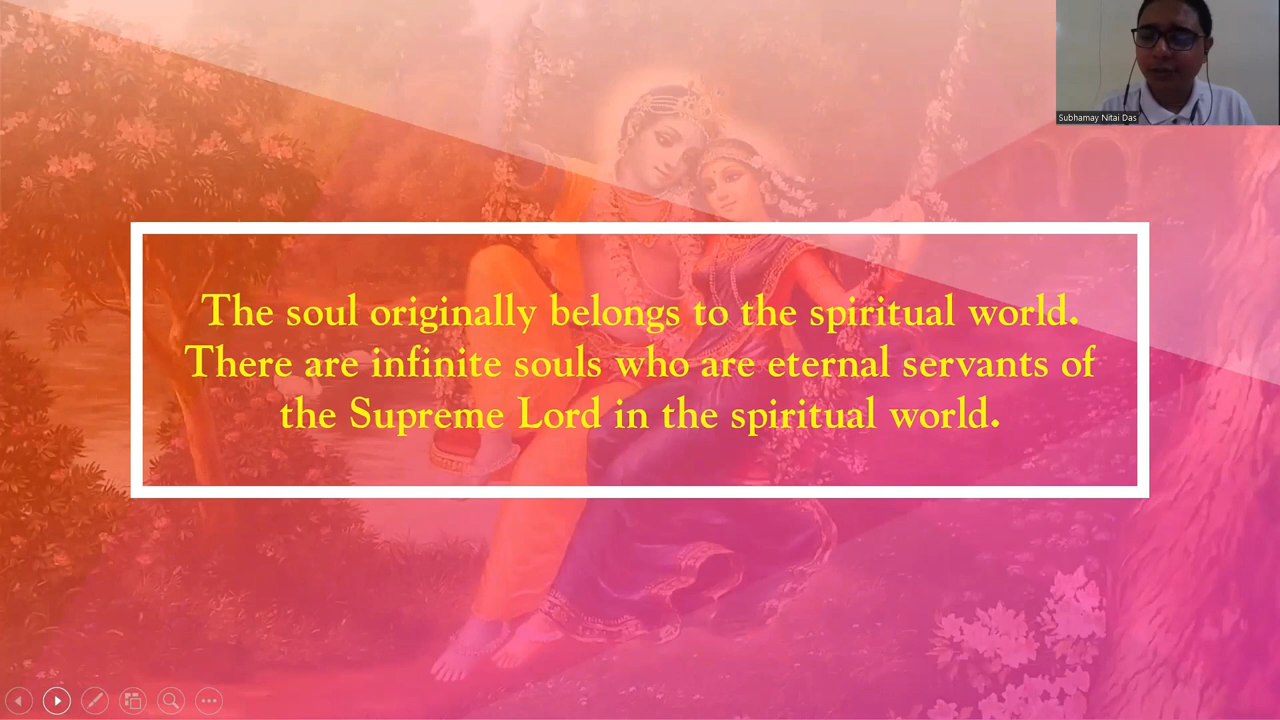 Subhamay Nitai Das
The soul originally belongs to the spiritual world.
There are infinite souls who are eternal servants of
the Supreme Lord in the spiritual world.